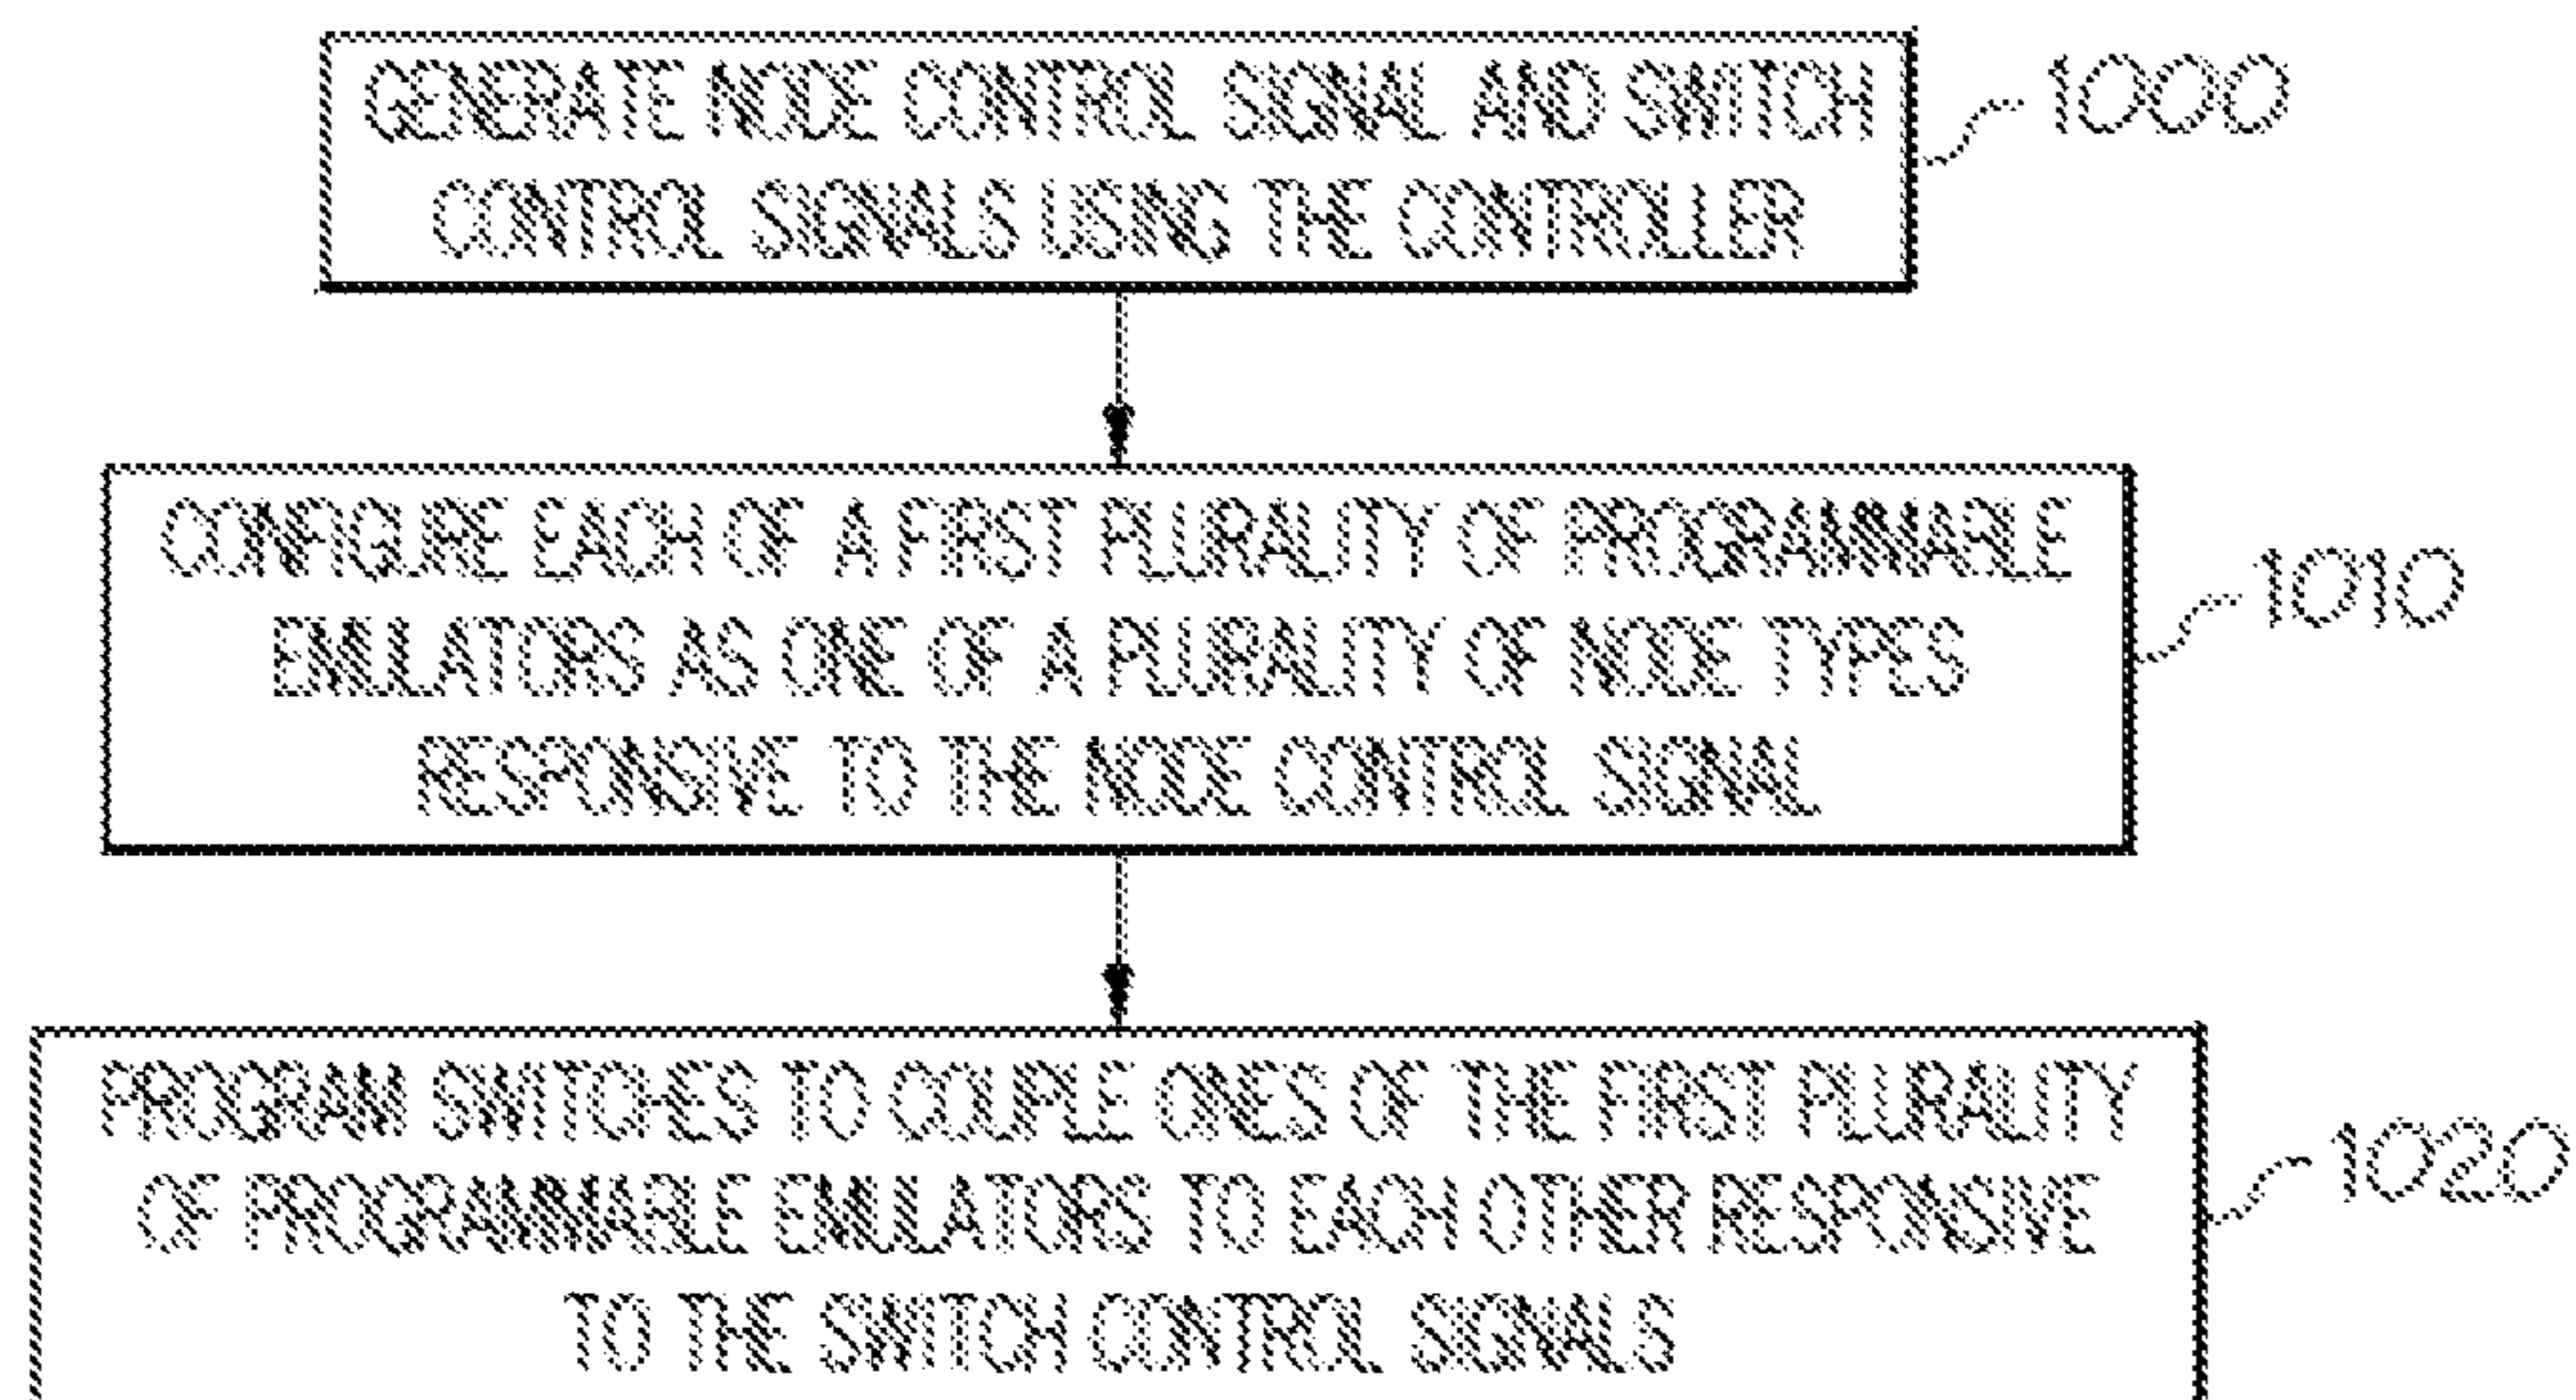 GENERATE NODE CONTROL SIGNAL AND SWITCH
CONTROL SIGNALS USING THE CONTROLLER
1000
CONFIGURE EACH OF A FIRST PLURALITY OF PROGRAMMABLE
EMULATORS AS ONE OF A PLURALITY OF NODE TYPES
RESPONSIVE TO THE NODE CONTROL SIGNAL
1010
PROGRAM SWITCHES TO COUPLE ONES OF THE FIRST PLURALITY
OF PROGRAMMABLE EMULATORS TO EACH OTHER RESPONSIVE
TO THE SWITCH CONTROL SIGNALS
1020